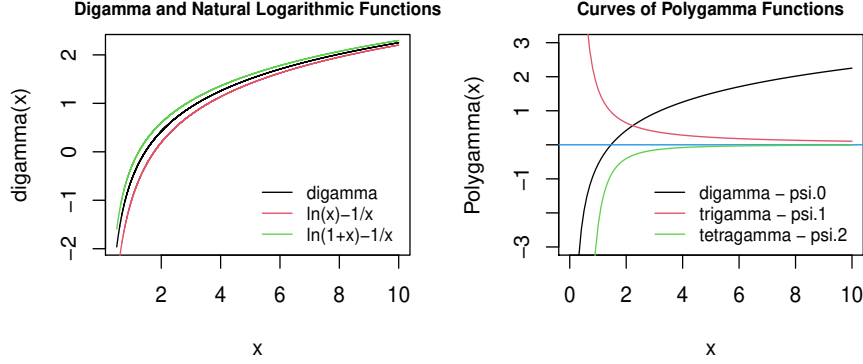 Digamma and Natural Logarithmic Functions
digamma(x)
2
1
0
−1
−2
digamma
ln(x)−1/x
ln(1+x)−1/x
2 4 6 8 10
x
Curves of Polygamma Functions
Polygamma(x)
3
2
1
−1
−3
digamma − psi.0
trigamma − psi.1
tetragamma − psi.2
0 2 4 6 8 10
x